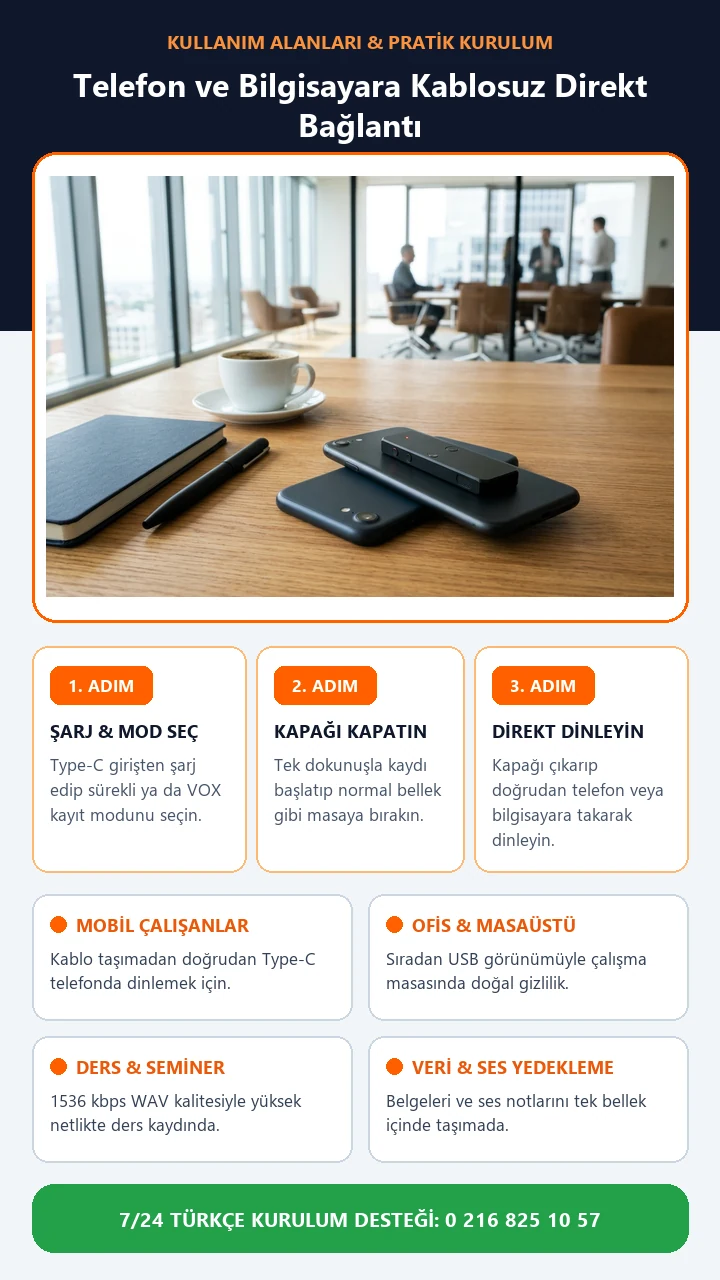 KULLANIM ALANLARI & PRATİK KURULUM
Telefon ve Bilgisayara Kablosuz Direkt
Bağlantı
1. ADIM
ŞARJ & MOD SEÇ
Type-C girişten şarj
edip sürekli ya da VOX
kayıt modunu seçin.
2. ADIM
KAPAĞI KAPATIN
Tek dokunuşla kaydı
başlatıp normal bellek
gibi masaya bırakın.
3. ADIM
DİREKT DİNLEYİN
Kapağı çıkarıp
doğrudan telefon veya
bilgisayara takarak
dinleyin.
MOBİL ÇALIŞANLAR
Kablo taşımadan doğrudan Type-C
telefonda dinlemek için.
OFİS & MASAÜSTÜ
Sıradan USB görünümüyle çalışma
masasında doğal gizlilik.
DERS & SEMİNER
1536 kbps WAV kalitesiyle yüksek
netlikte ders kaydında.
VERİ & SES YEDEKLEME
Belgeleri ve ses notlarını tek bellek
içinde taşımada.
7/24 TÜRKÇE KURULUM DESTEĞİ: 0 216 825 10 57